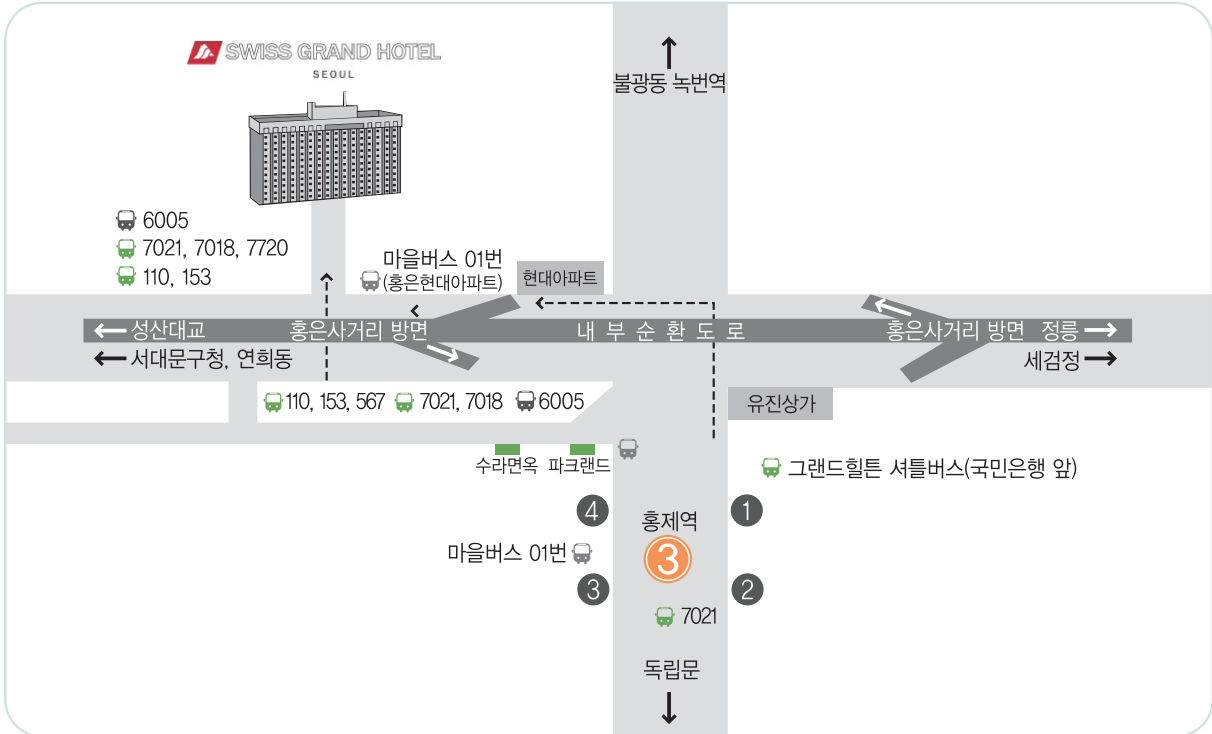 SWISS GRAND HOTEL
SEOUL
불광동 녹번역
6005
7021, 7018, 7720
110, 153
마을버스 01번
(홍은현대아파트)
현대아파트
성산대교
홍은사거리 방면
내부순환도로
홍은사거리 방면
정릉
서대문구청, 연희동
세검정
110, 153, 567
7021, 7018
6005
유진상가
수라면옥
파크랜드
그랜드힐튼 셔틀버스(국민은행 앞)
4
홍제역
1
마을버스 01번
3
3
2
7021
독립문